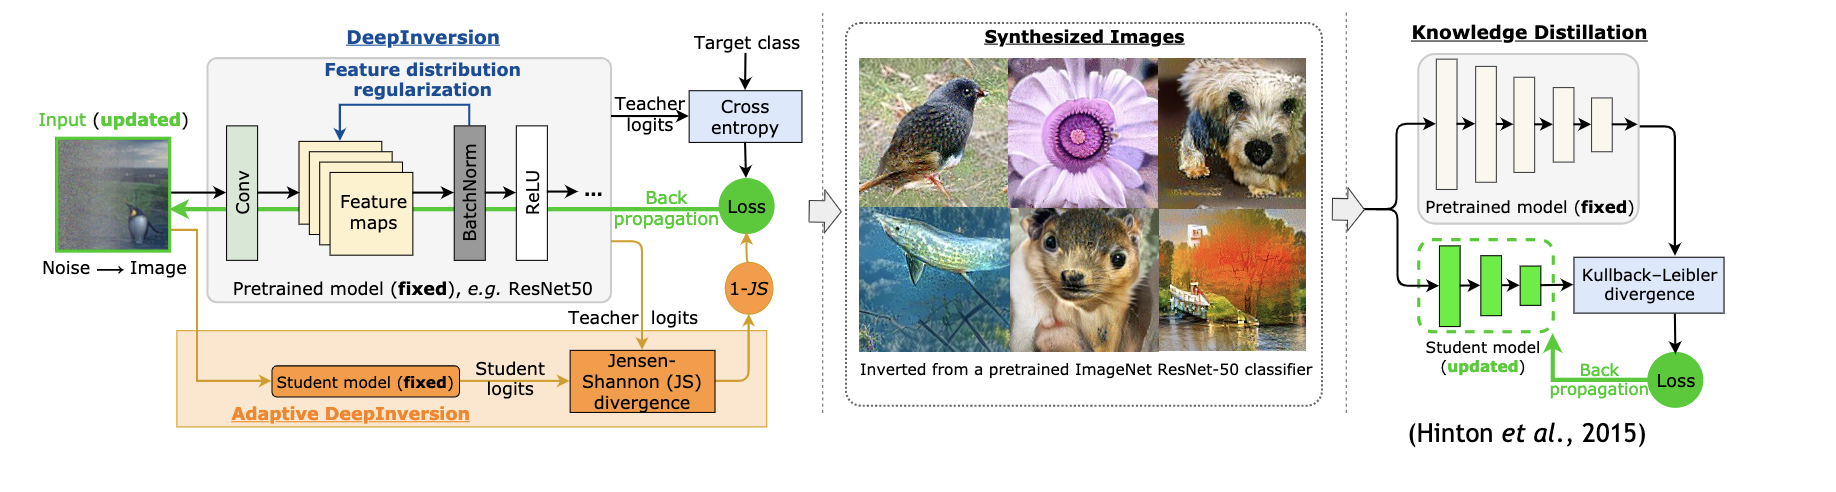 DeepInversion
Feature distribution
regularization
Input (updated)
Conv
Feature
maps
BatchNorm
ReLU
...
Noise → Image
Pretrained model (fixed), e.g. ResNet50
Target class
Teacher
logits
Cross
entropy
Loss
Back
propagation
1-JS
Teacher logits
Student model (fixed)
Student
logits
Jensen-
Shannon (JS)
divergence
Adaptive DeepInversion
Synthesized Images
Inverted from a pretrained ImageNet ResNet-50 classifier
Knowledge Distillation
Pretrained model (fixed)
Kullback–Leibler
divergence
Student model
(updated)
Back
propagation
Loss
(Hinton et al., 2015)